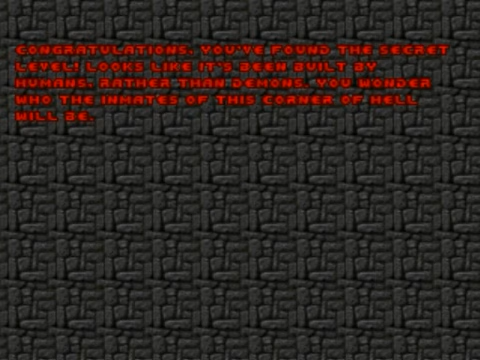 CONGRATULATIONS, YOU'VE FOUND THE SECRET
LEVEL! LOOKS LIKE IT'S BEEN BUILT BY
HUMANS, RATHER THAN DEMONS. YOU WONDER
WHO THE INMATES OF THIS CORNER OF HELL
WILL BE.